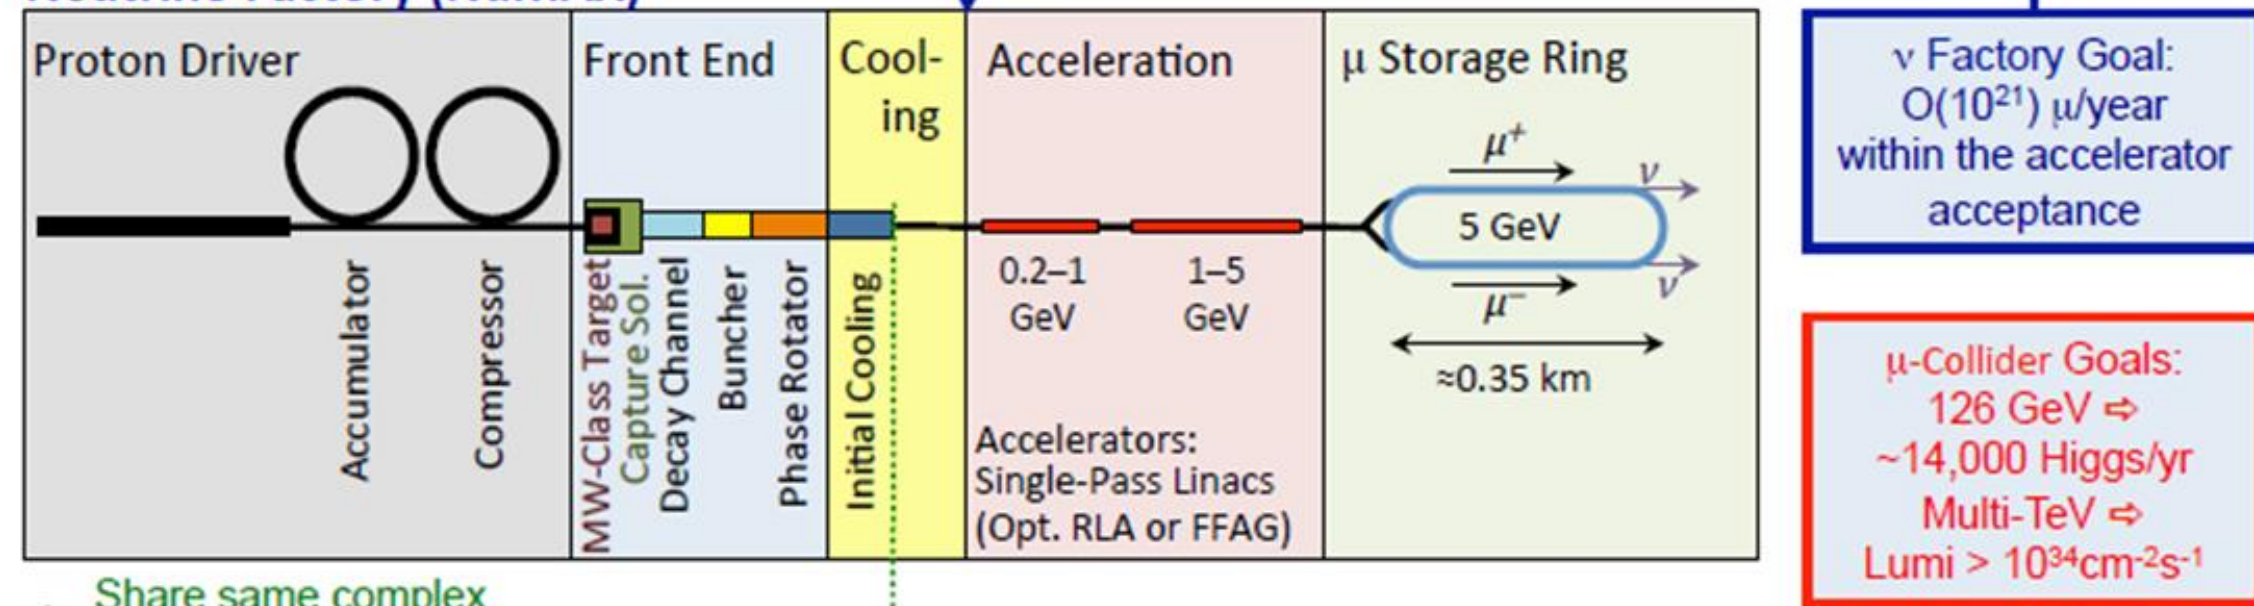 Proton Driver
Accumulator
Compressor
Front End
MW-Class Target
Capture Sol.
Decay Channel
Buncher
Phase Rotator
Cool-
ing
Initial Cooling
Acceleration
0.2–1
GeV
1–5
GeV
Accelerators:
Single-Pass Linacs
(Opt. RLA or FFAG)
μ Storage Ring
μ⁺
ν
5 GeV
μ⁻
ν
≈0.35 km
ν Factory Goal:
O(10²¹) μ/year
within the accelerator
acceptance
μ-Collider Goals:
126 GeV ⇨
~14,000 Higgs/yr
Multi-TeV ⇨
Lumi > 10³⁴cm⁻²s⁻¹
Share same complex